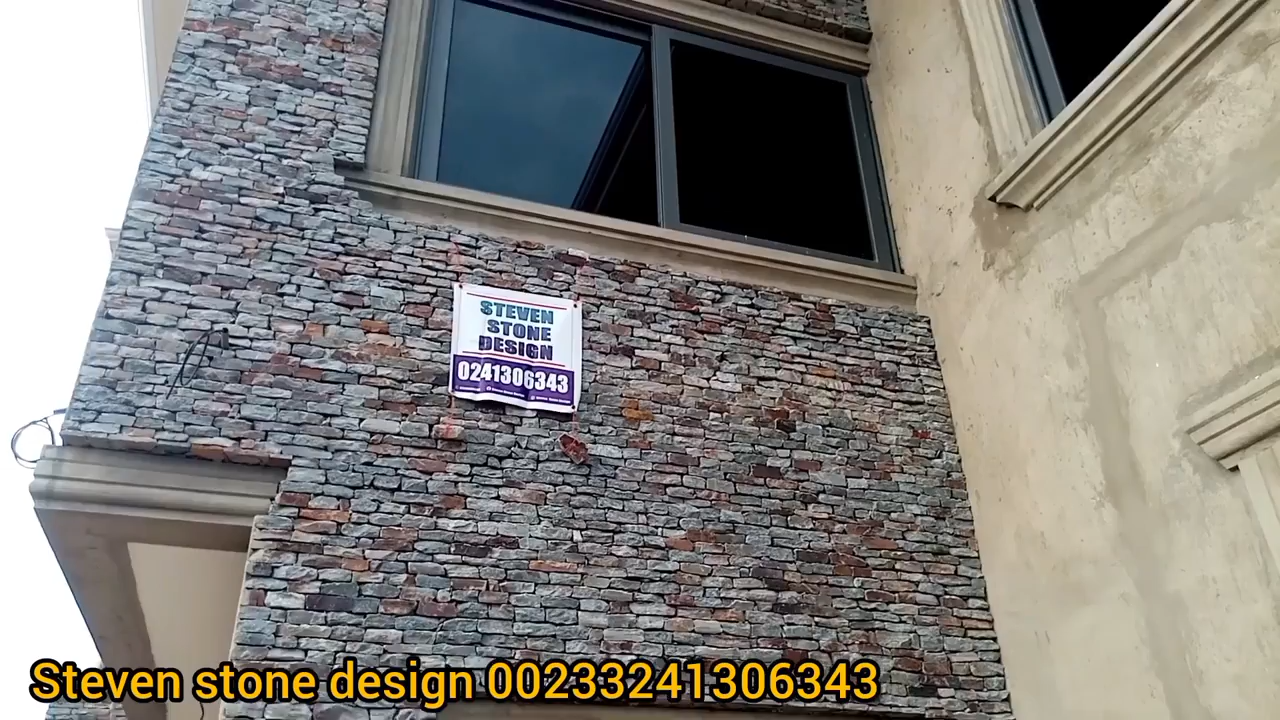 STEVEN
STONE
DESIGN
0241306343
Steven stone design 00233241306343